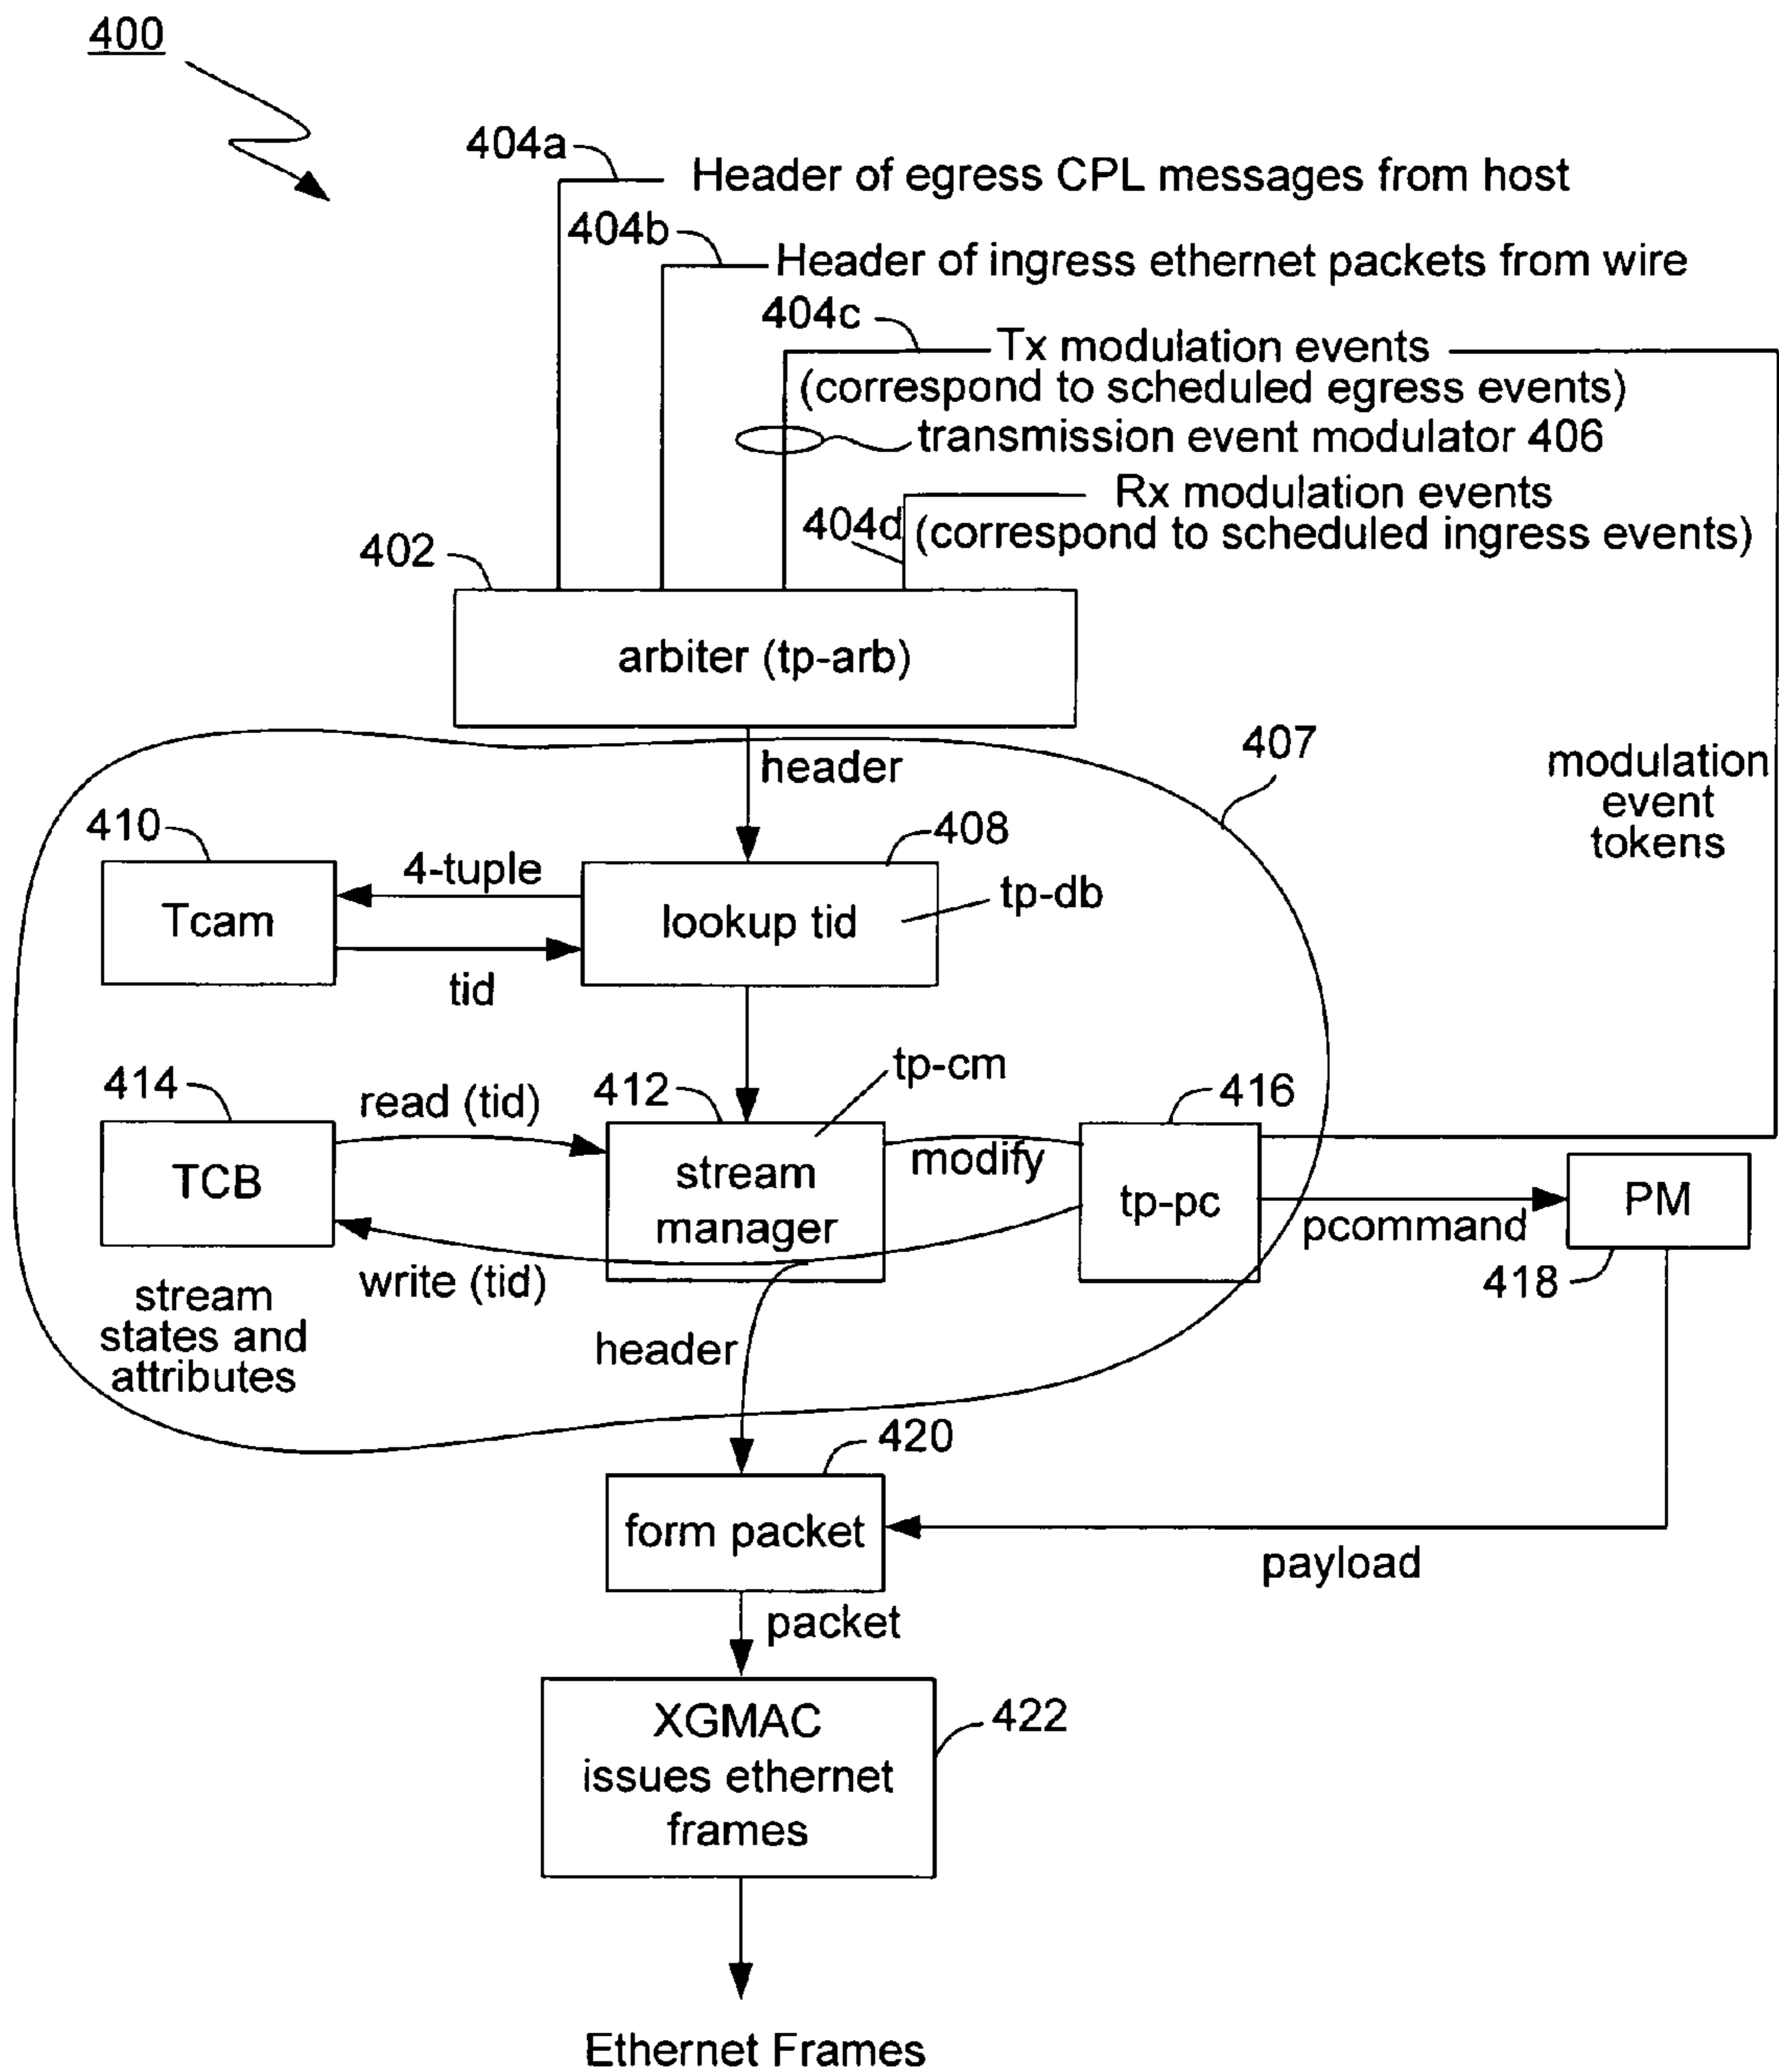 400
404a
Header of egress CPL messages from host
404b
Header of ingress ethernet packets from wire
404c
Tx modulation events
(correspond to scheduled egress events)
transmission event modulator 406
Rx modulation events
404d
(correspond to scheduled ingress events)
402
arbiter (tp-arb)
407
header
modulation
event
tokens
410
408
4-tuple
tp-db
Tcam
lookup tid
tid
tp-cm
414
read (tid)
412
416
modify
TCB
stream
manager
tp-pc
PM
pcommand
write (tid)
418
stream
states and
attributes
header
420
form packet
payload
packet
XGMAC
issues ethernet
frames
422
Ethernet Frames